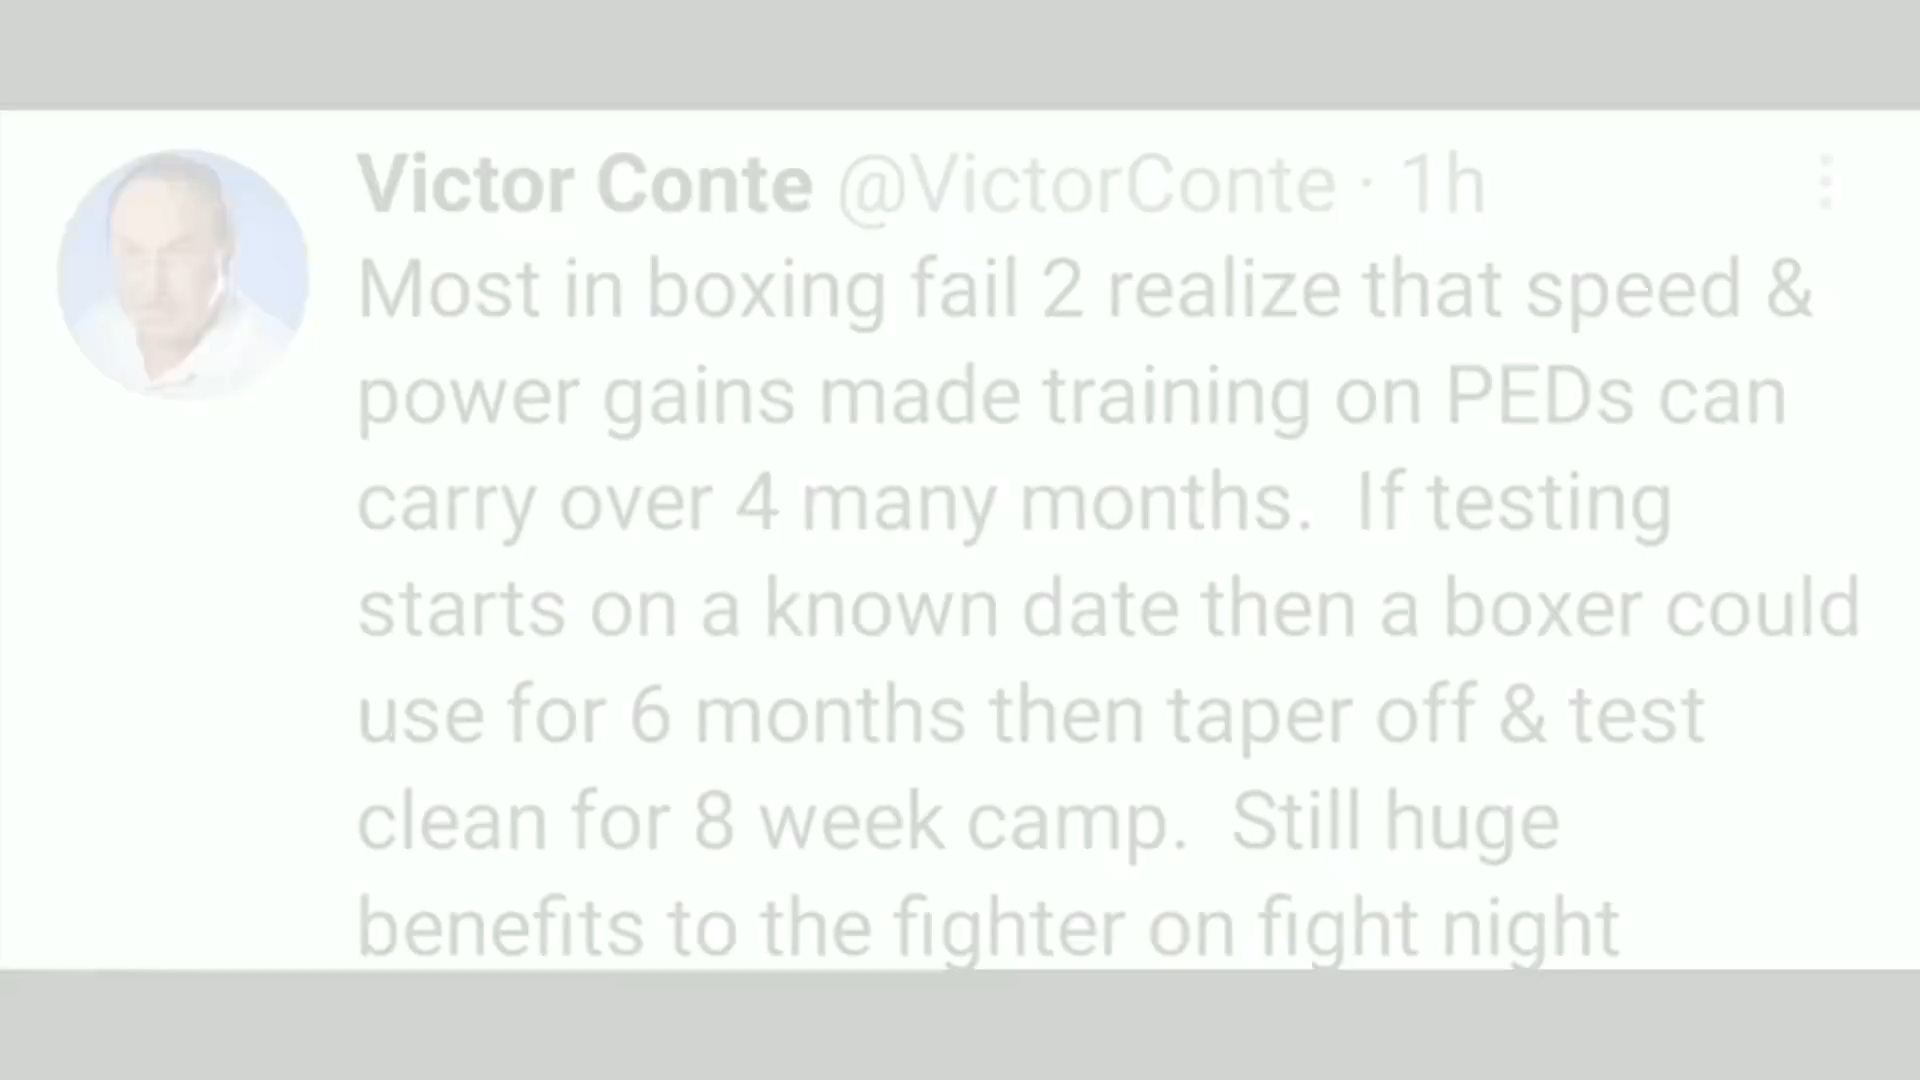 Victor Conte @VictorConte · 1h
Most in boxing fail 2 realize that speed &
power gains made training on PEDs can
carry over 4 many months.  If testing
starts on a known date then a boxer could
use for 6 months then taper off & test
clean for 8 week camp.  Still huge
benefits to the fighter on fight night